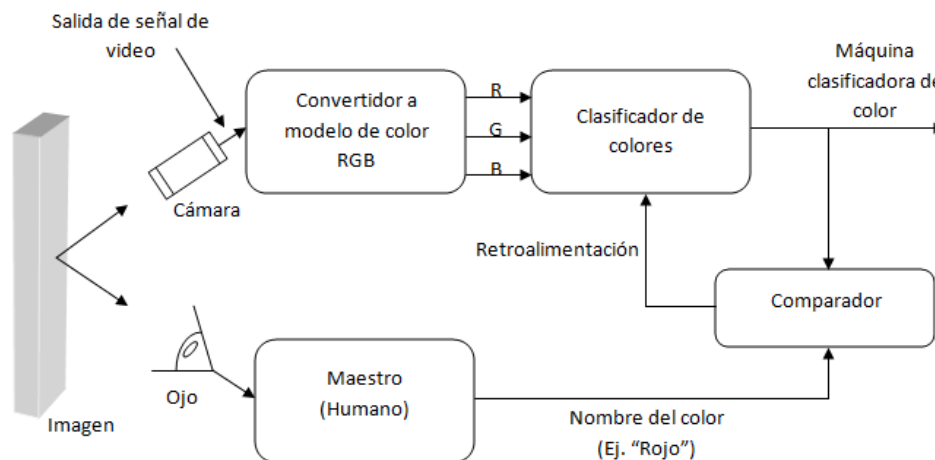 Salida de señal de
video
Convertidor a
modelo de color
RGB
R
G
B
Clasificador de
colores
Máquina
clasificadora de
color
Cámara
Retroalimentación
Comparador
Ojo
Maestro
(Humano)
Nombre del color
(Ej. “Rojo”)
Imagen